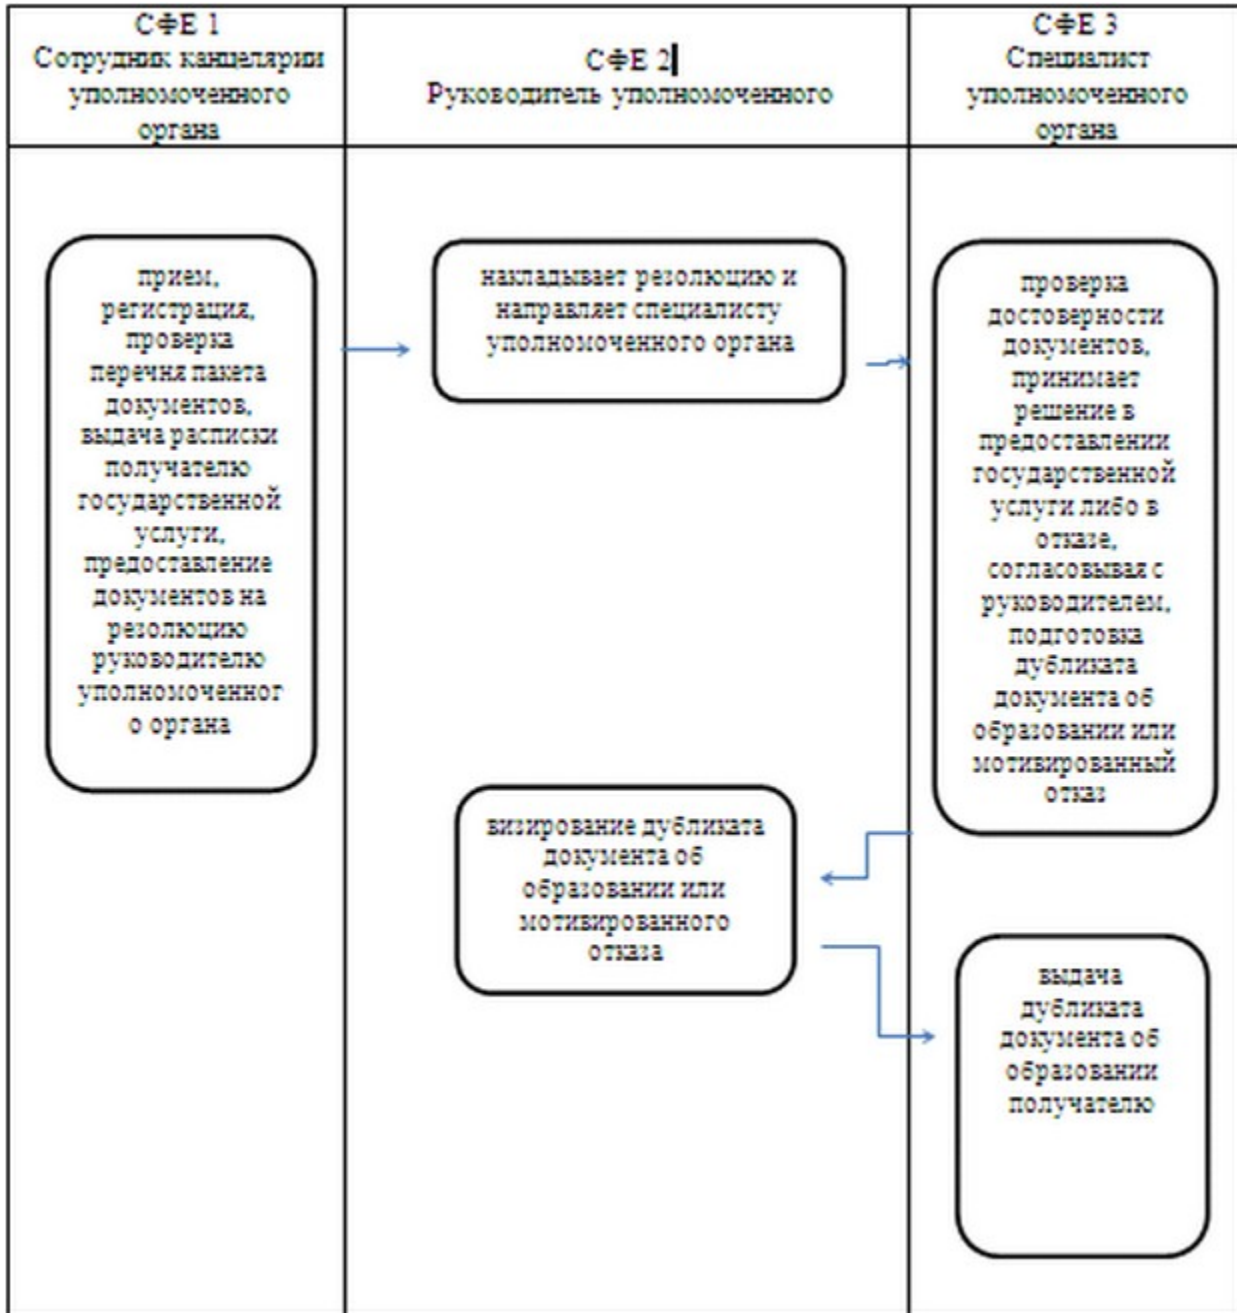 СФЕ 1
Сотрудник канцелярии
уполномоченного
органа
СФЕ 2
Руководитель уполномоченного
СФЕ 3
Специалист
уполномоченного
органа
прием,
регистрация,
проверка
перечня пакета
документов,
выдача расписки
получателю
государственной
услуги,
предоставление
документов на
резолюцию
руководителю
уполномоченног
о органа
накладывает резолюцию и
направляет специалисту
уполномоченного органа
проверка
достоверности
документов,
принимает
решение в
предоставлении
государственной
услуги либо в
отказе,
согласовывая с
руководителем,
подготовка
дубликата
документа об
образовании или
мотивированный
отказ
визирование дубликата
документа об
образовании или
мотивированного
отказа
выдача
дубликата
документа об
образовании
получателю